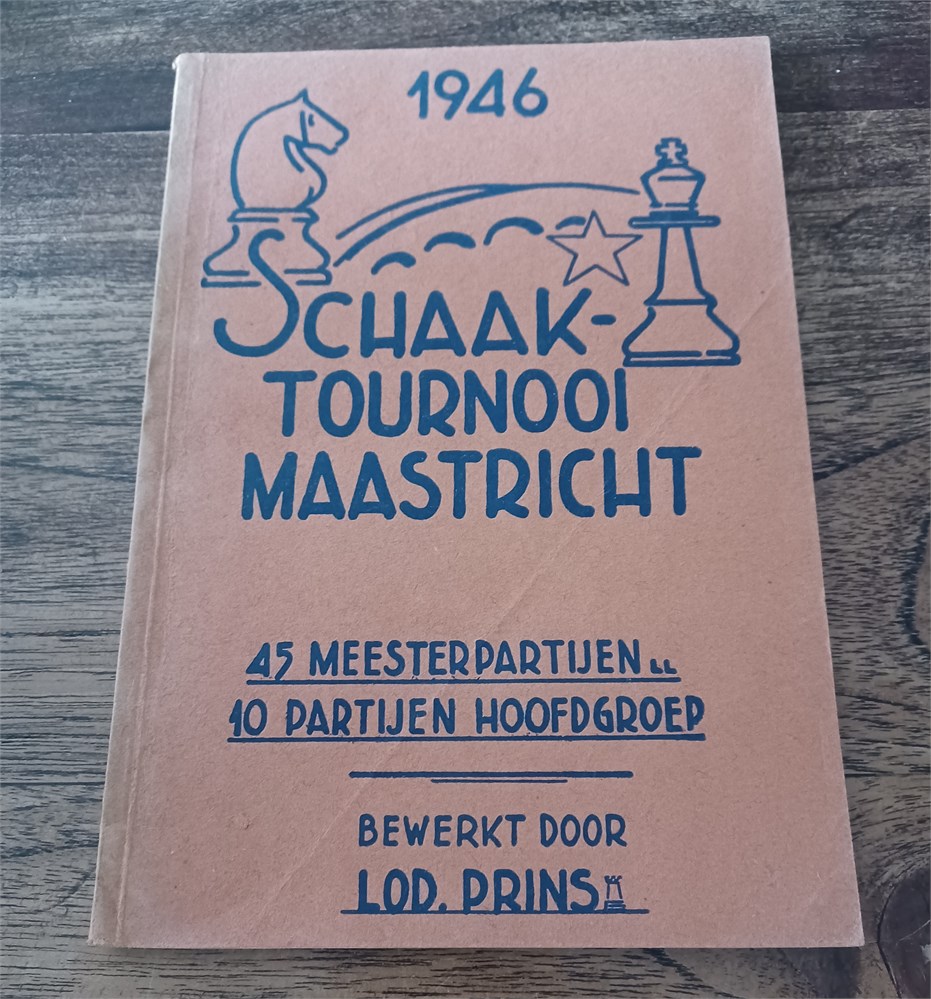 1946
SCHAAK-
TOURNOOI
MAASTRICHT
45 MEESTERPARTIJEN
10 PARTIJEN HOOFDGROEP
BEWERKT DOOR
LOD. PRINS